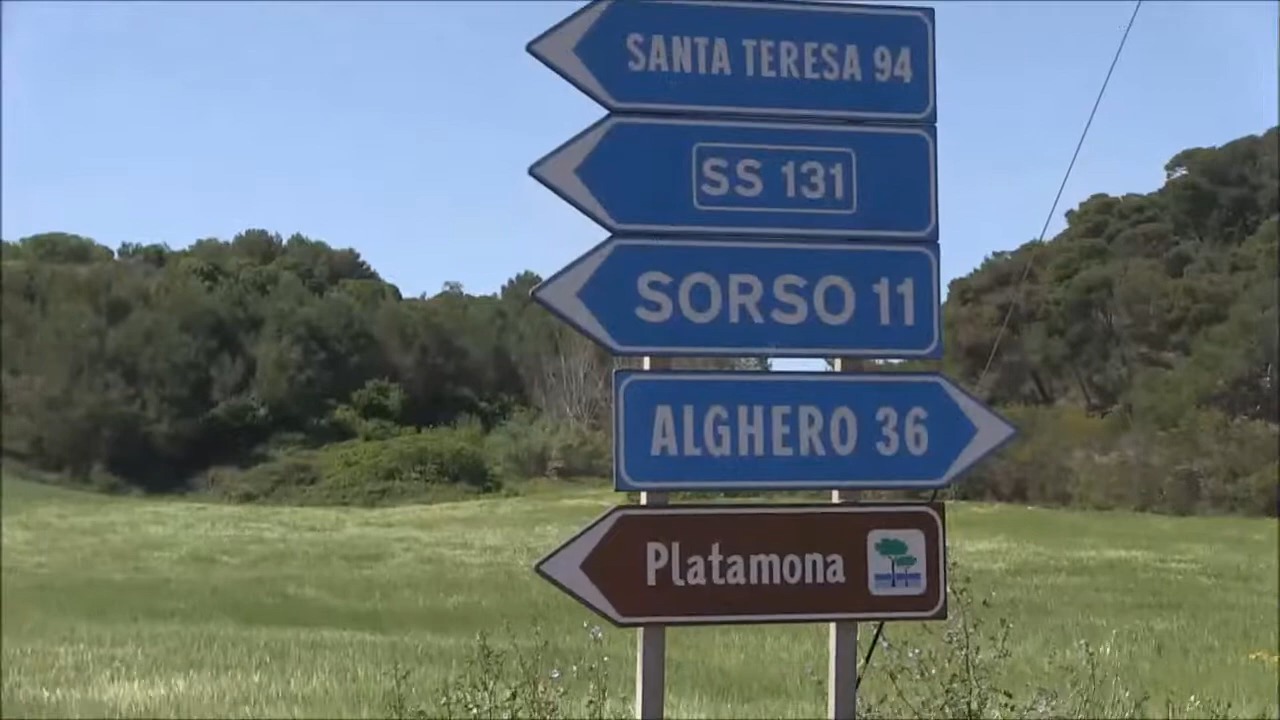 SANTA TERESA 94
SS 131
SORSO 11
ALGHERO 36
Platamona